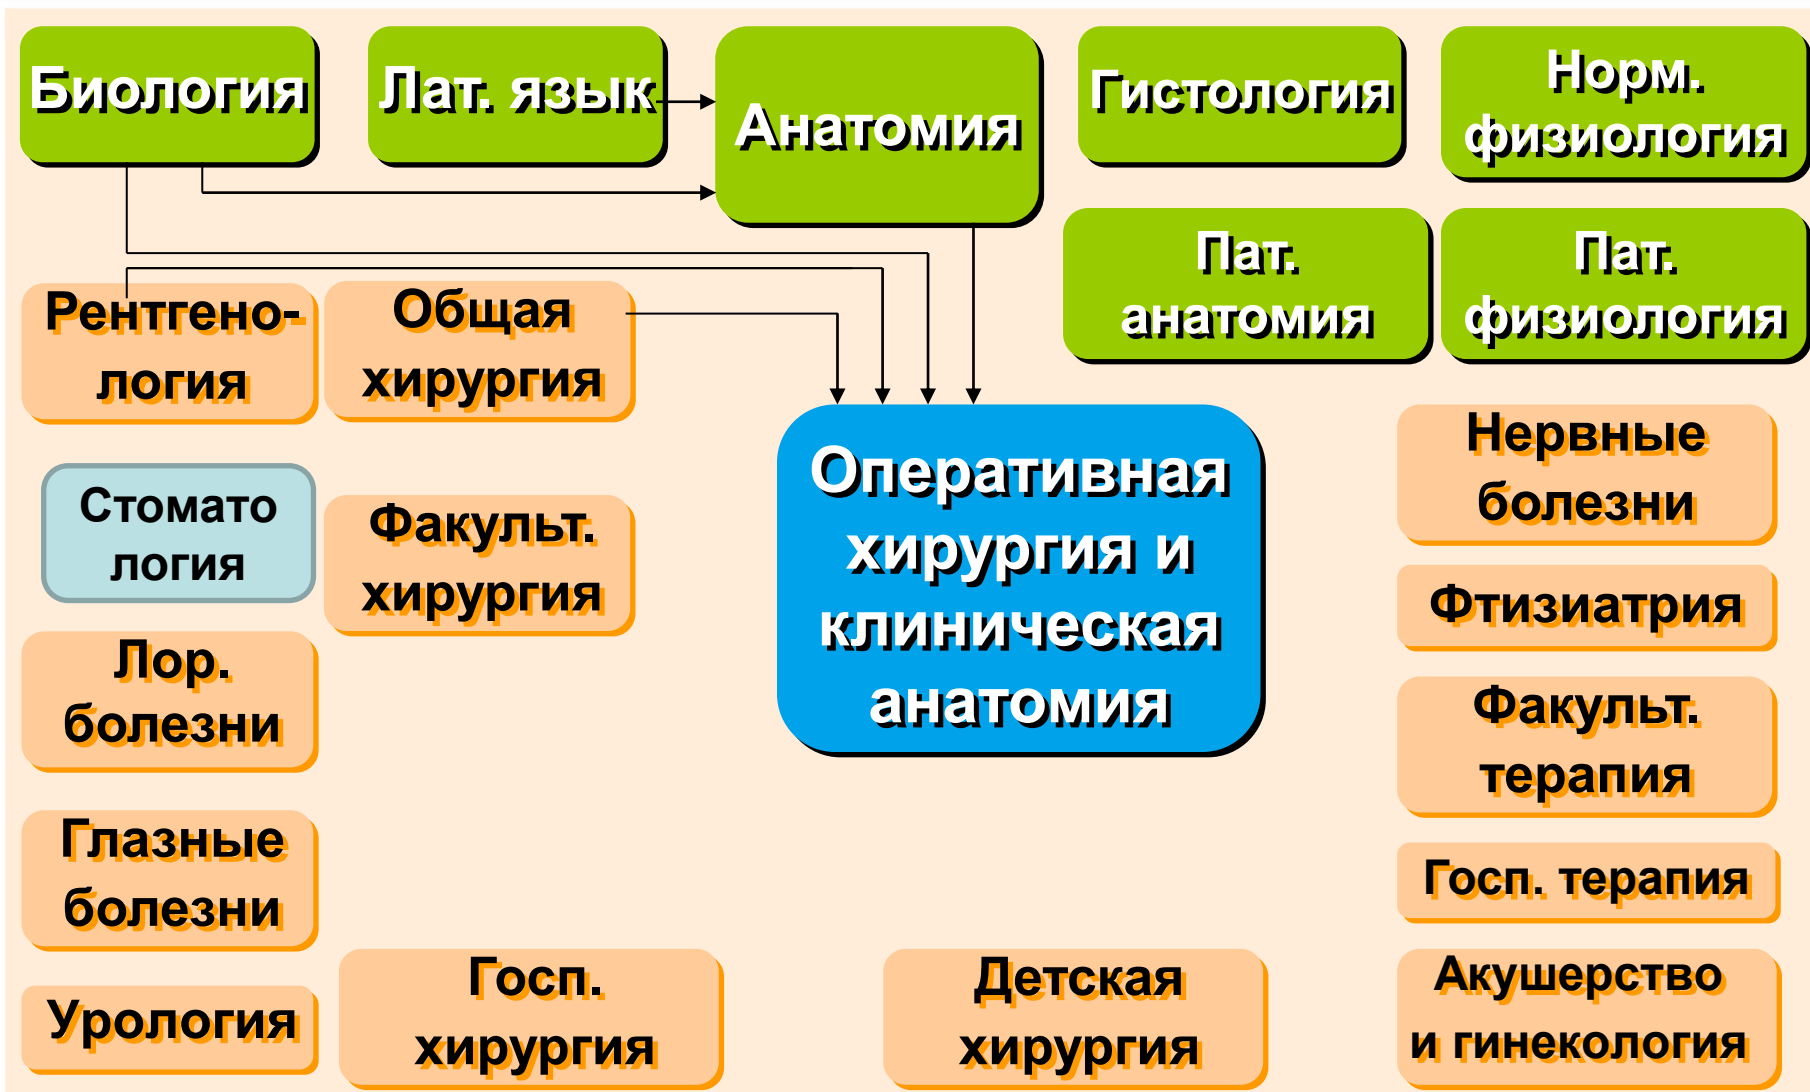 Биология
Лат. язык
Анатомия
Гистология
Норм.
физиология
Пат.
анатомия
Пат.
физиология
Рентгено-
логия
Общая
хирургия
Оперативная
хирургия и
клиническая
анатомия
Нервные
болезни
Стомато
логия
Факульт.
хирургия
Фтизиатрия
Лор.
болезни
Факульт.
терапия
Глазные
болезни
Госп. терапия
Урология
Госп.
хирургия
Детская
хирургия
Акушерство
и гинекология